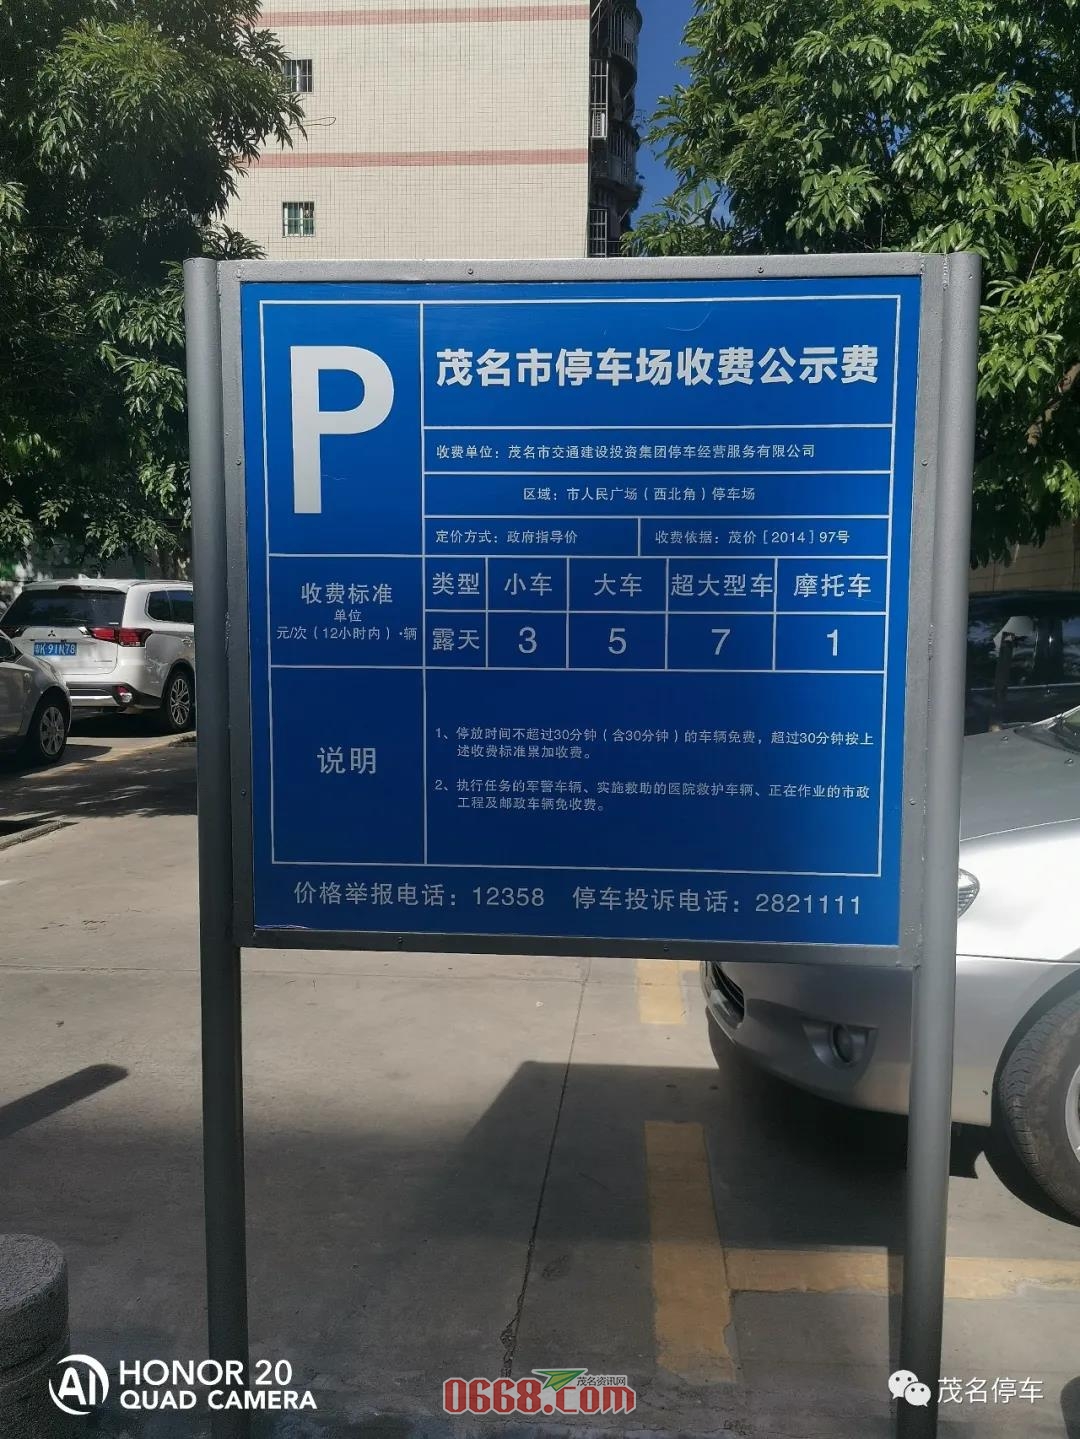 P
茂名市停车场收费公示费
收费单位：茂名市交通建设投资集团停车经营服务有限公司
区域：市人民广场（西北角）停车场
定价方式：政府指导价 收费依据：茂价［2014］97号
收费标准
单位
元/次（12小时内）·辆
类型 小车 大车 超大型车 摩托车
露天 3 5 7 1
说明
1、停放时间不超过30分钟（含30分钟）的车辆免费，超过30分钟按上
述收费标准累加收费。
2、执行任务的军警车辆、实施救助的医院救护车辆、正在作业的市政
工程及邮政车辆免收费。
价格举报电话：12358 停车投诉电话：2821111
粤K·91N78
AI HONOR 20
QUAD CAMERA
茂名资讯网
0668.com
茂名停车